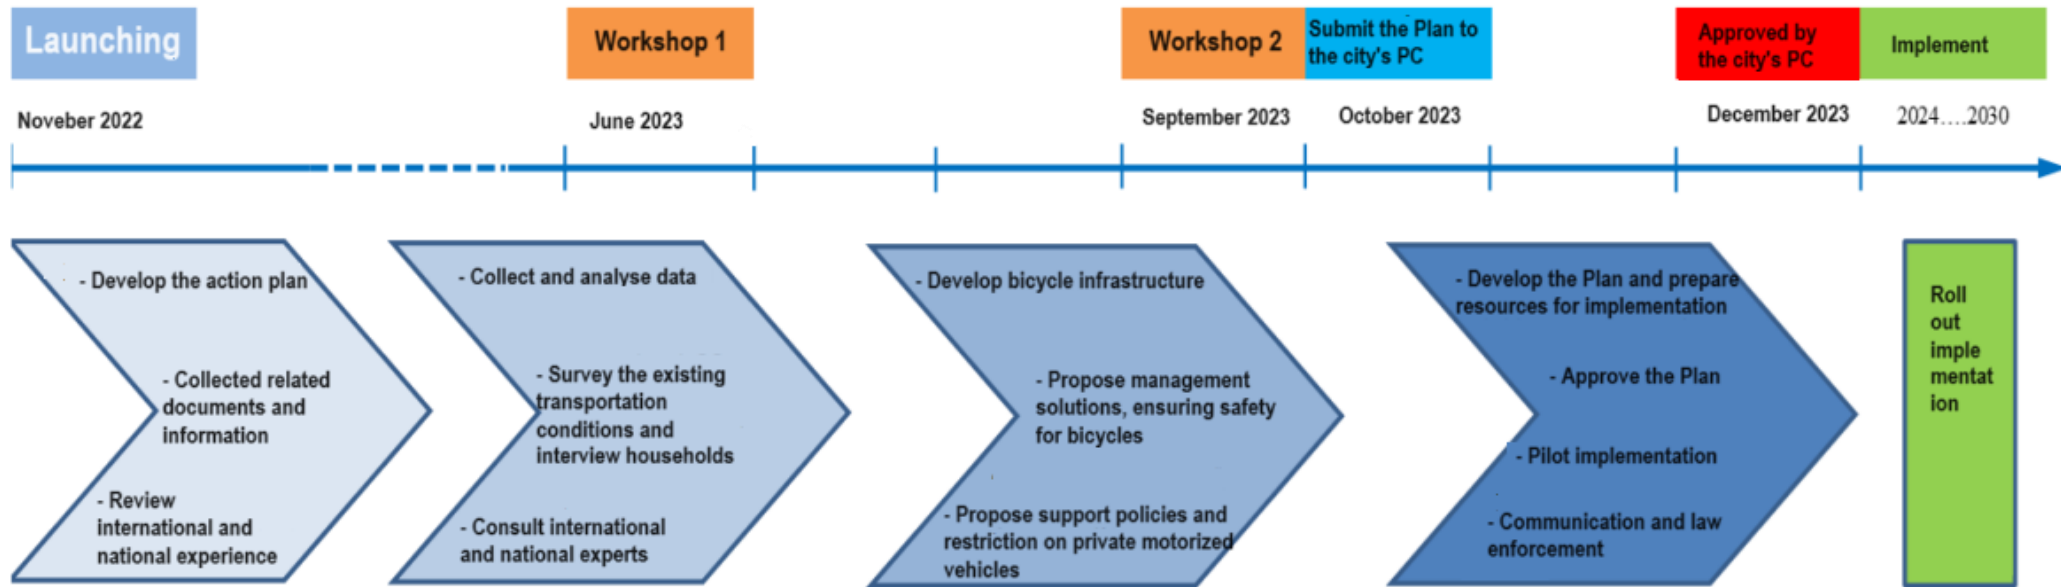 Launching
Workshop 1
Workshop 2
Submit the Plan to
the city's PC
Approved by
the city's PC
Implement
Noveber 2022
June 2023
September 2023
October 2023
December 2023
2024....2030
- Develop the action plan
- Collected related
documents and
information
- Review
international and
national experience
- Collect and analyse data
- Survey the existing
transportation
conditions and
interview households
- Consult international
and national experts
- Develop bicycle infrastructure
- Propose management
solutions, ensuring safety
for bicycles
- Propose support policies and
restriction on private motorized
vehicles
- Develop the Plan and prepare
resources for implementation
- Approve the Plan
- Pilot implementation
- Communication and law
enforcement
Roll
out
imple
mentat
ion